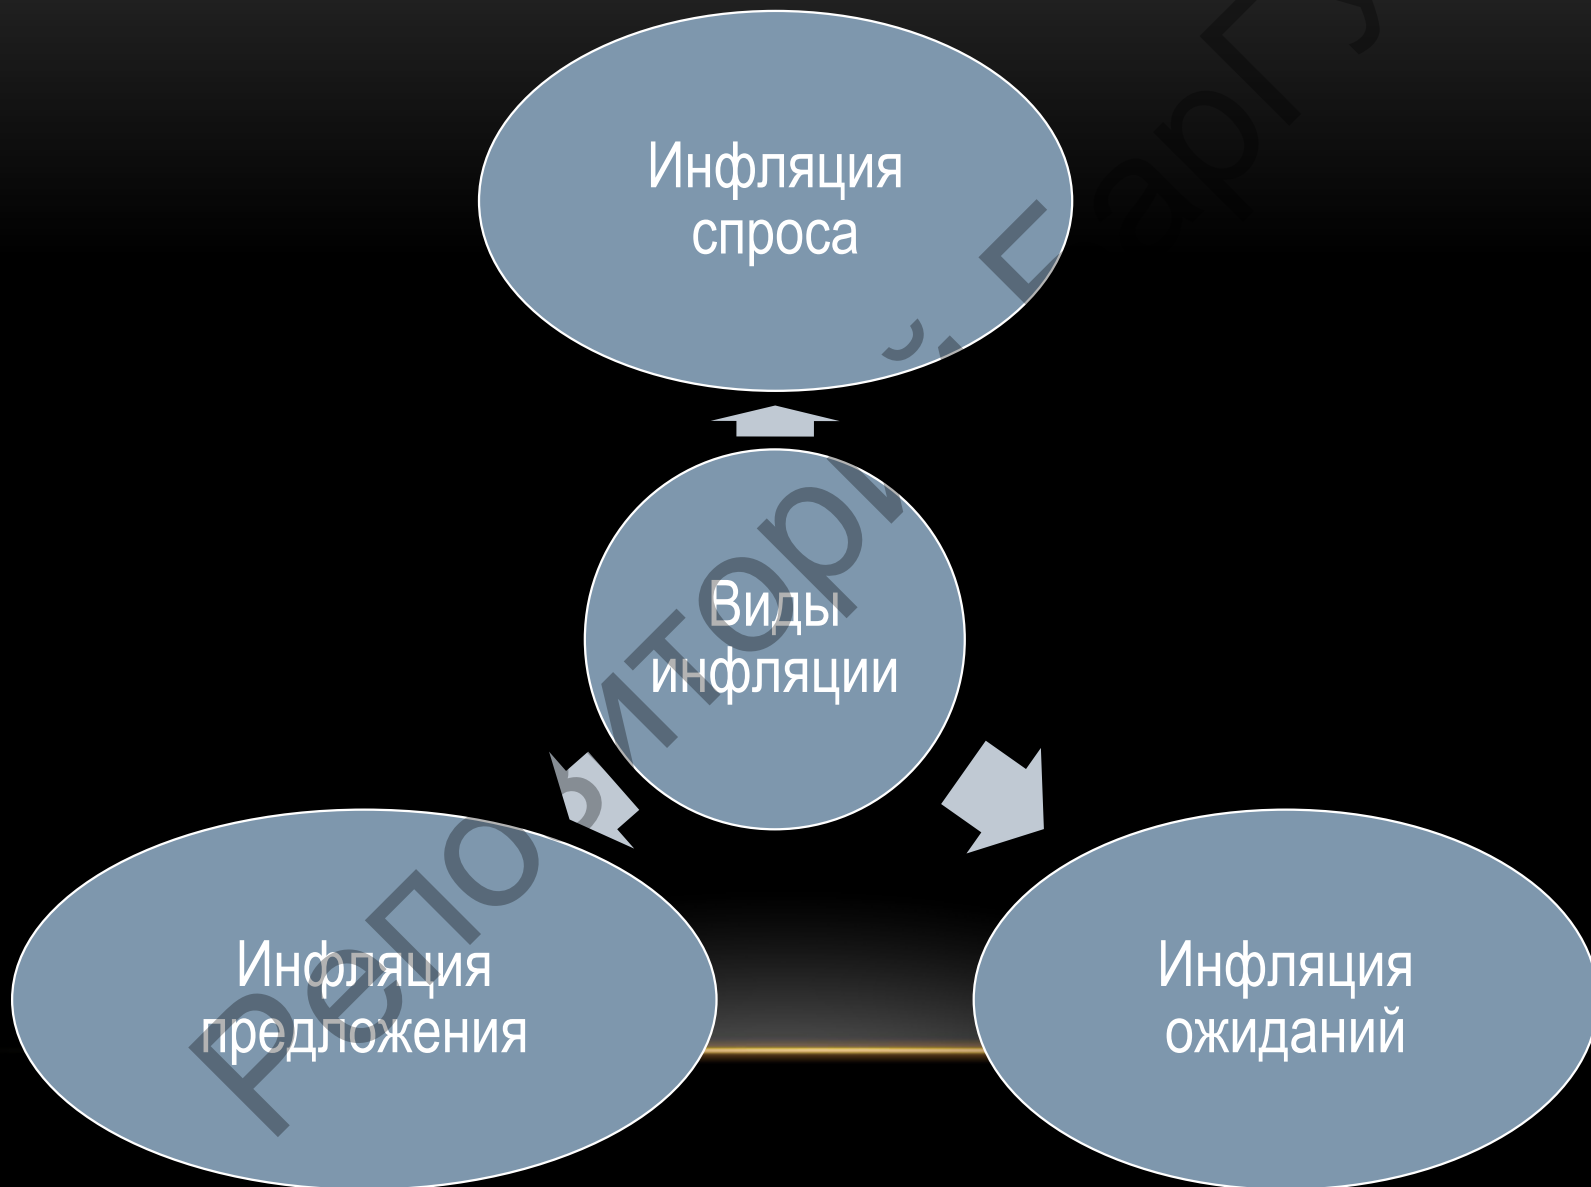 Инфляция
спроса
Виды
инфляции
Инфляция
предложения
Инфляция
ожиданий
Репозиторий БарГУ